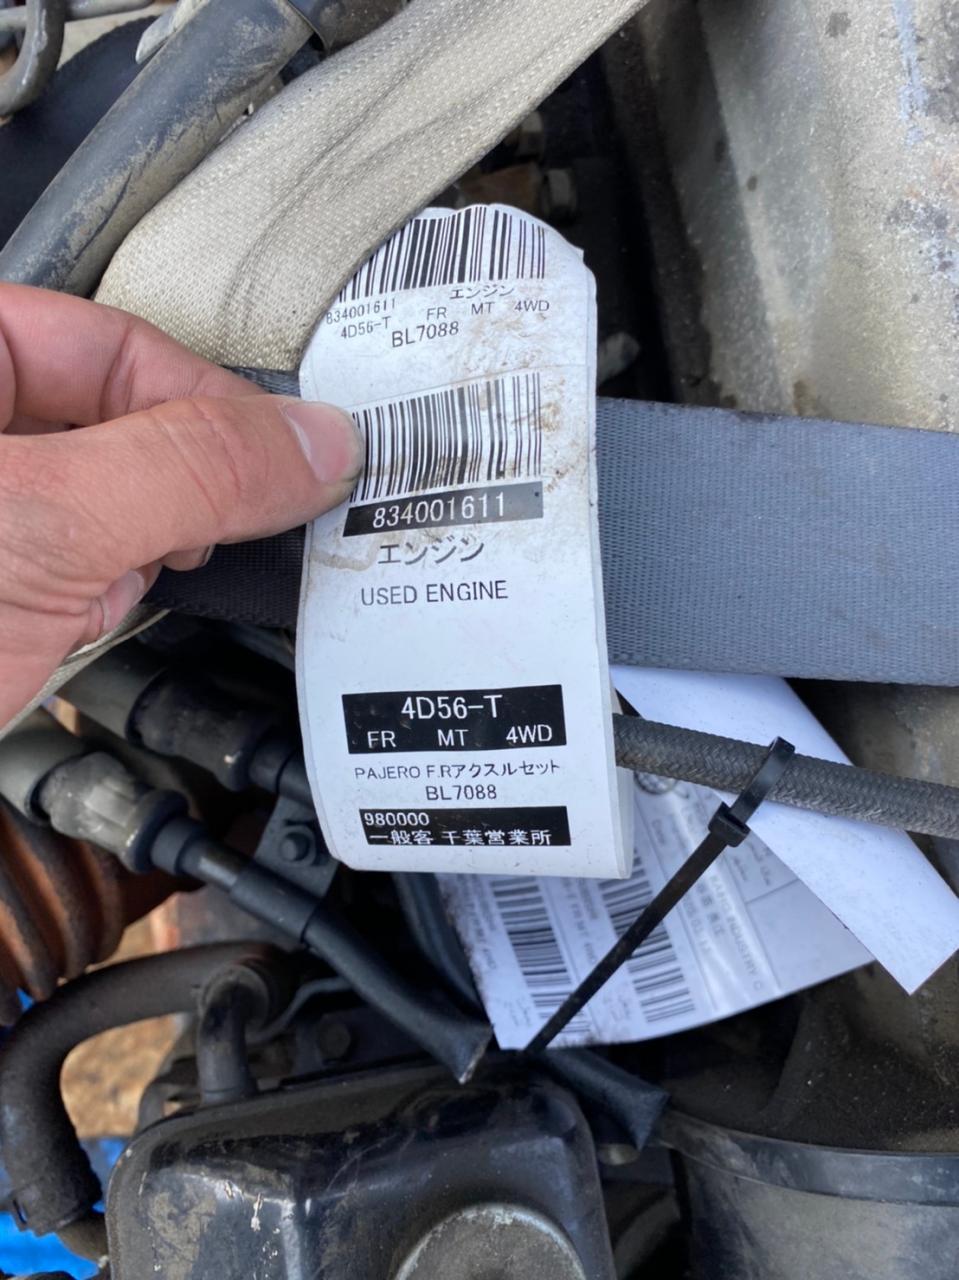 エンジン
834001611 FR MT 4WD
4D56-T
BL7088
834001611
エンジン
USED ENGINE
4D56-T
FR MT 4WD
PAJERO F.Rアクスルセット
BL7088
980000
一般客 千葉営業所